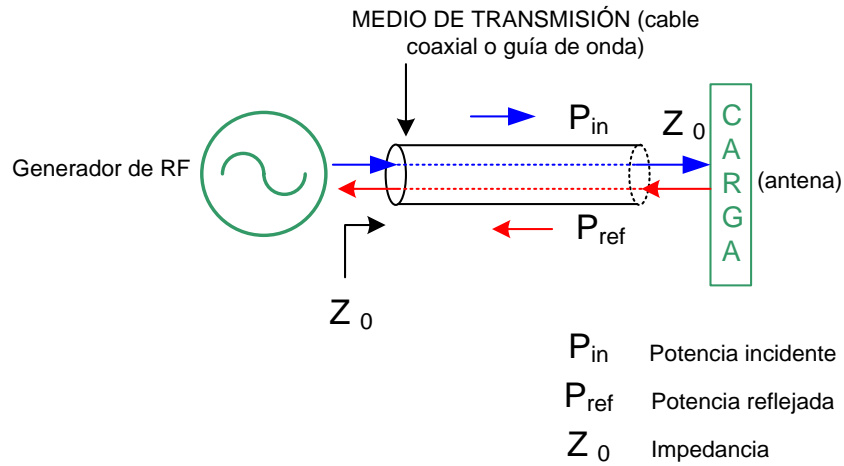 MEDIO DE TRANSMISIÓN (cable
coaxial o guía de onda)
Pin
Z 0
CARGA
Generador de RF
(antena)
Pref
Z 0
Pin Potencia incidente
Pref Potencia reflejada
Z 0 Impedancia